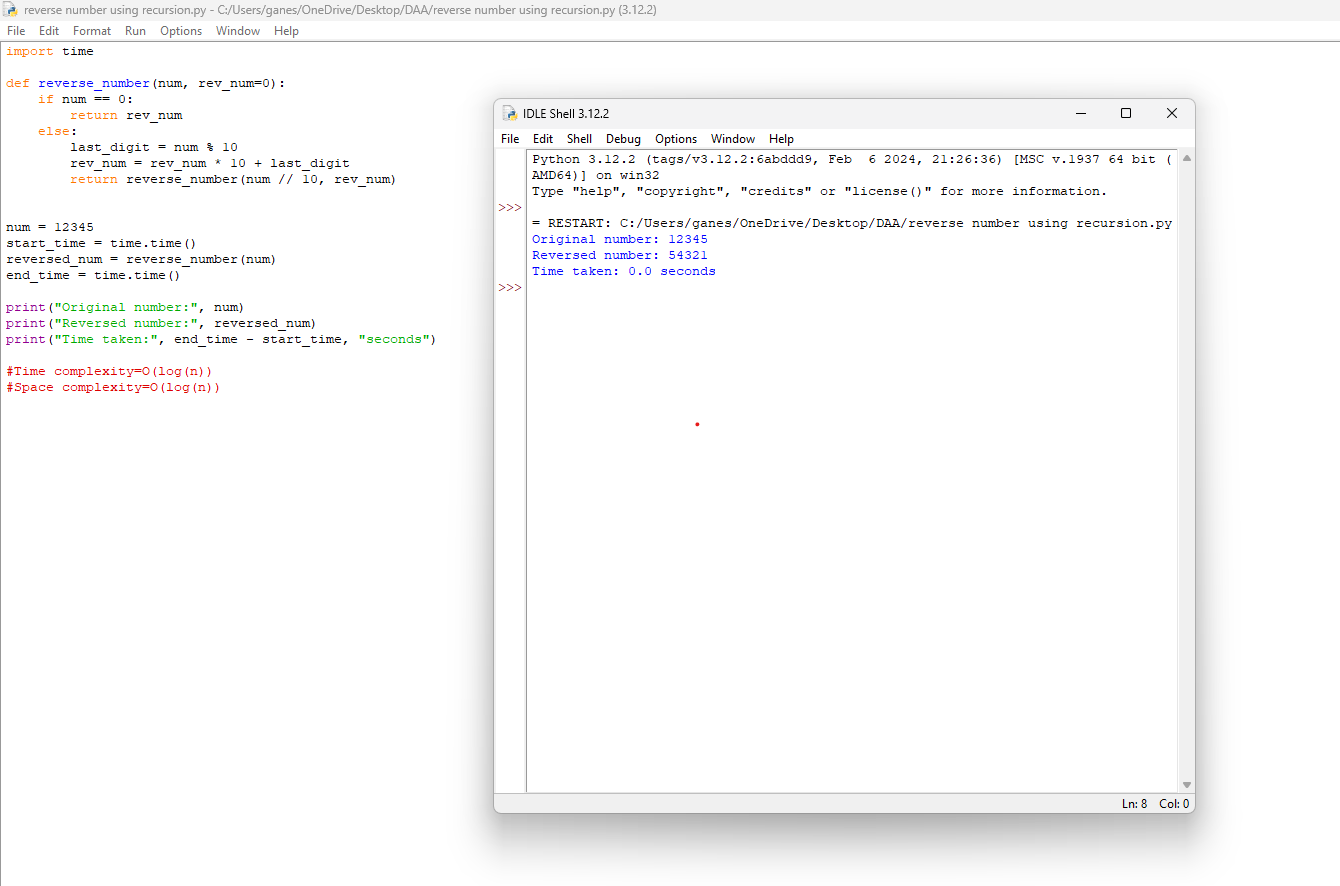 reverse number using recursion.py - C:/Users/ganes/OneDrive/Desktop/DAA/reverse number using recursion.py (3.12.2)
File Edit Format Run Options Window Help
import time
def reverse_number(num, rev_num=0):
    if num == 0:
        return rev_num
    else:
        last_digit = num % 10
        rev_num = rev_num * 10 + last_digit
        return reverse_number(num // 10, rev_num)
num = 12345
start_time = time.time()
reversed_num = reverse_number(num)
end_time = time.time()
print("Original number:", num)
print("Reversed number:", reversed_num)
print("Time taken:", end_time - start_time, "seconds")
#Time complexity=O(log(n))
#Space complexity=O(log(n))
IDLE Shell 3.12.2
File Edit Shell Debug Options Window Help
Python 3.12.2 (tags/v3.12.2:6abddd9, Feb  6 2024, 21:26:36) [MSC v.1937 64 bit (
AMD64)] on win32
Type "help", "copyright", "credits" or "license()" for more information.
>>>
= RESTART: C:/Users/ganes/OneDrive/Desktop/DAA/reverse number using recursion.py
Original number: 12345
Reversed number: 54321
Time taken: 0.0 seconds
>>>
Ln: 8 Col: 0